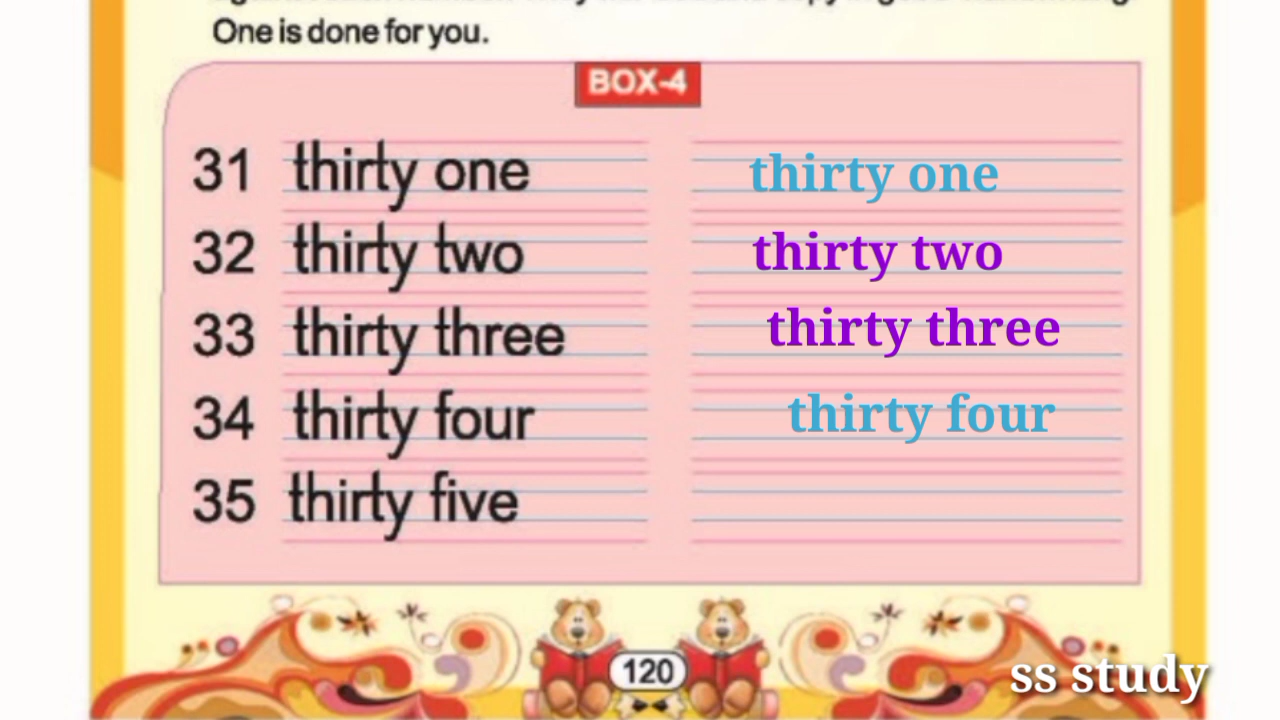 One is done for you.
BOX-4
31 thirty one thirty one
32 thirty two thirty two
33 thirty three thirty three
34 thirty four thirty four
35 thirty five
120
ss study